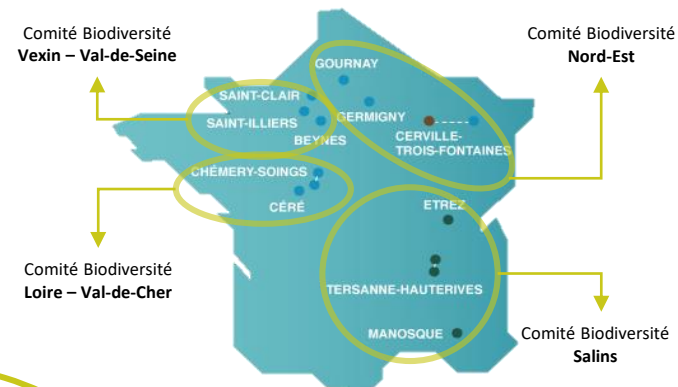 Comité Biodiversité
Vexin – Val-de-Seine
Comité Biodiversité
Nord-Est
GOURNAY
SAINT-CLAIR
GERMIGNY
SAINT-ILLIERS
BEYNES
CERVILLE-
TROIS-FONTAINES
CHÉMERY-SOINGS
CÉRÉ
ETREZ
Comité Biodiversité
Loire – Val-de-Cher
TERSANNE-HAUTERIVES
MANOSQUE
Comité Biodiversité
Salins